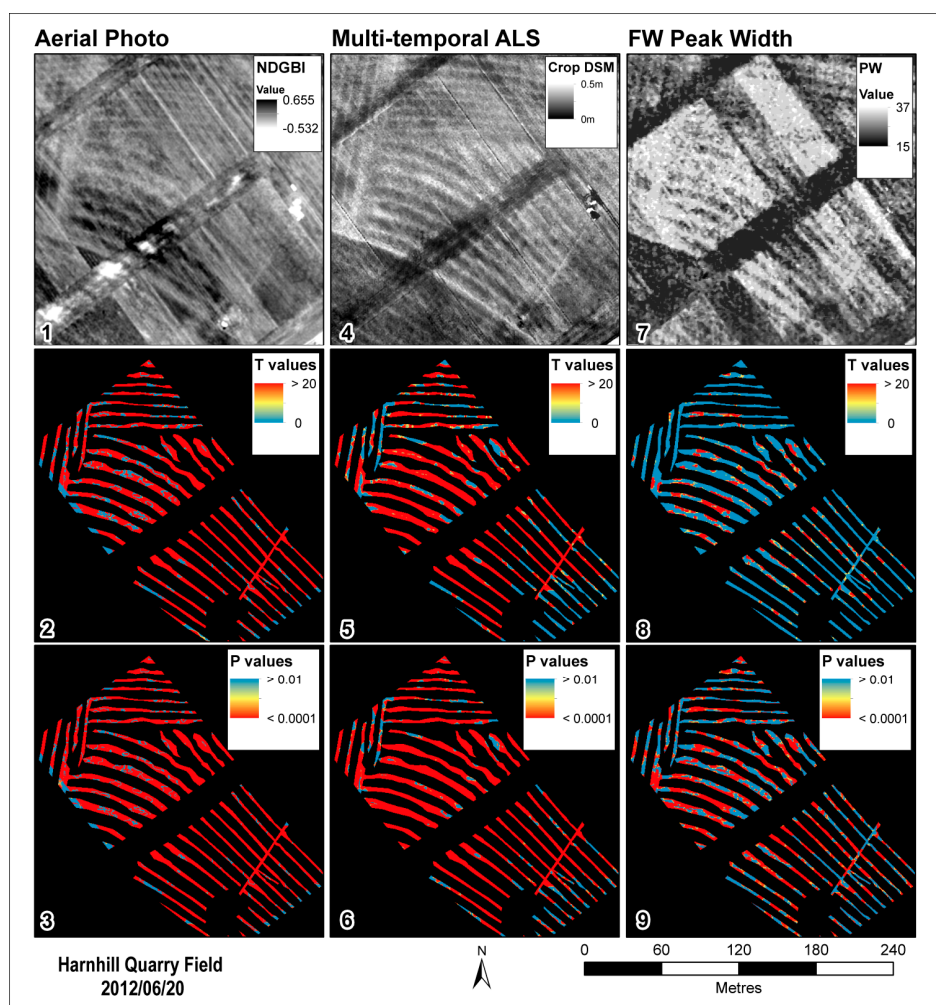 Aerial Photo
Multi-temporal ALS
FW Peak Width
NDGBI
Value
0.655
-0.532
1
Crop DSM
0.5m
0m
4
PW
Value
37
15
7
T values
> 20
0
2
T values
> 20
0
5
T values
> 20
0
8
P values
> 0.01
< 0.0001
3
P values
> 0.01
< 0.0001
6
P values
> 0.01
< 0.0001
9
Harnhill Quarry Field
2012/06/20
N
0 60 120 180 240
Metres